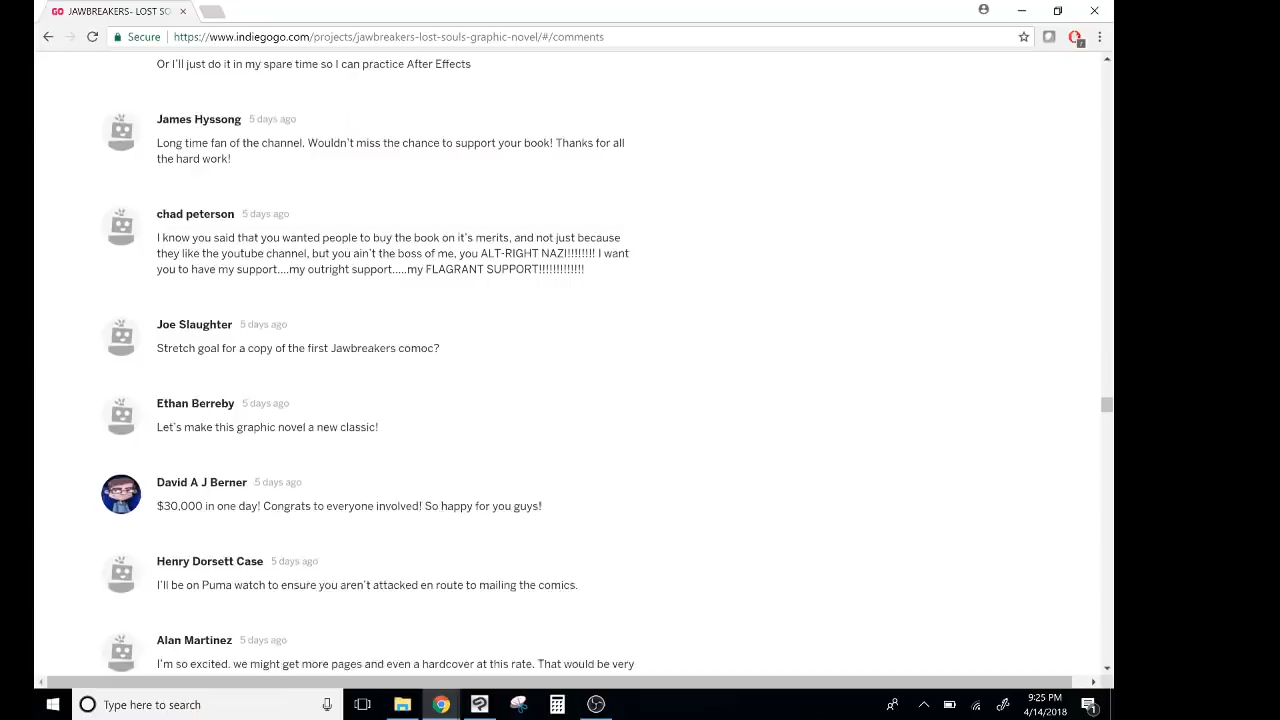 GO JAWBREAKERS- LOST SO
Secure https://www.indiegogo.com/projects/jawbreakers-lost-souls-graphic-novel/#/comments
7
Or I'll just do it in my spare time so I can practice After Effects
James Hyssong 5 days ago
Long time fan of the channel. Wouldn't miss the chance to support your book! Thanks for all
the hard work!
chad peterson 5 days ago
I know you said that you wanted people to buy the book on it's merits, and not just because
they like the youtube channel, but you ain't the boss of me, you ALT-RIGHT NAZI!!!!!!!! I want
you to have my support....my outright support.....my FLAGRANT SUPPORT!!!!!!!!!!!!
Joe Slaughter 5 days ago
Stretch goal for a copy of the first Jawbreakers comoc?
Ethan Berreby 5 days ago
Let's make this graphic novel a new classic!
David A J Berner 5 days ago
$30,000 in one day! Congrats to everyone involved! So happy for you guys!
Henry Dorsett Case 5 days ago
I'll be on Puma watch to ensure you aren't attacked en route to mailing the comics.
Alan Martinez 5 days ago
I'm so excited. we might get more pages and even a hardcover at this rate. That would be very
Type here to search
9:25 PM
4/14/2018
1